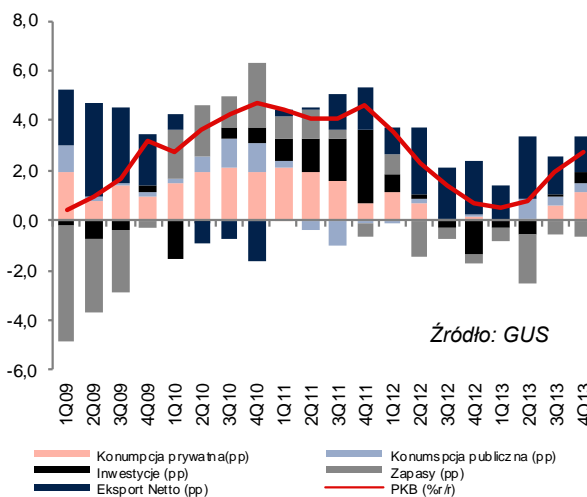 8,0
6,0
4,0
2,0
0,0
-2,0
-4,0
-6,0
Źródło: GUS
1Q09
2Q09
3Q09
4Q09
1Q10
2Q10
3Q10
4Q10
1Q11
2Q11
3Q11
4Q11
1Q12
2Q12
3Q12
4Q12
1Q13
2Q13
3Q13
4Q13
Konumpcja prywatna(pp)
Konumspcja publiczna (pp)
Inwestycje (pp)
Zapasy (pp)
Eksport Netto (pp)
PKB (%r/r)